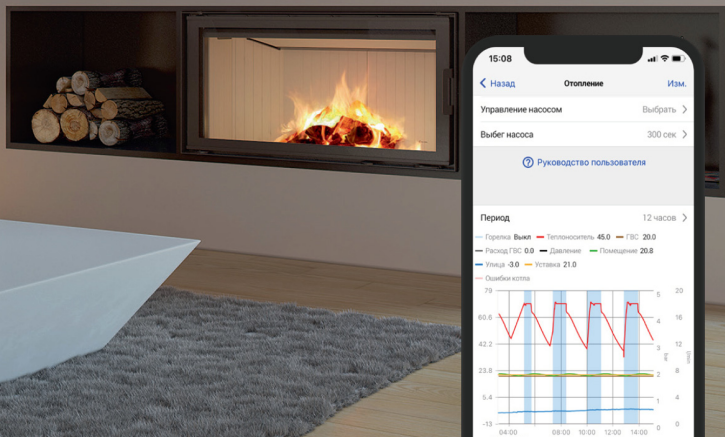 15:08
Назад Отопление Изм.
Управление насосом Выбрать
Выбег насоса 300 сек
Руководство пользователя
Период 12 часов
Горелка Выкл Теплоноситель 45.0 ГВС 20.0
Расход ГВС 0.0 Давление Помещение 20.8
Улица -3.0 Уставка 21.0
Ошибки котла
79 5 20
60.6 4 16
42.2 3 12
bar l/min
23.8 2 8
5.4 1 4
-13 0 0
04:00 08:00 10:00 12:00 14:00